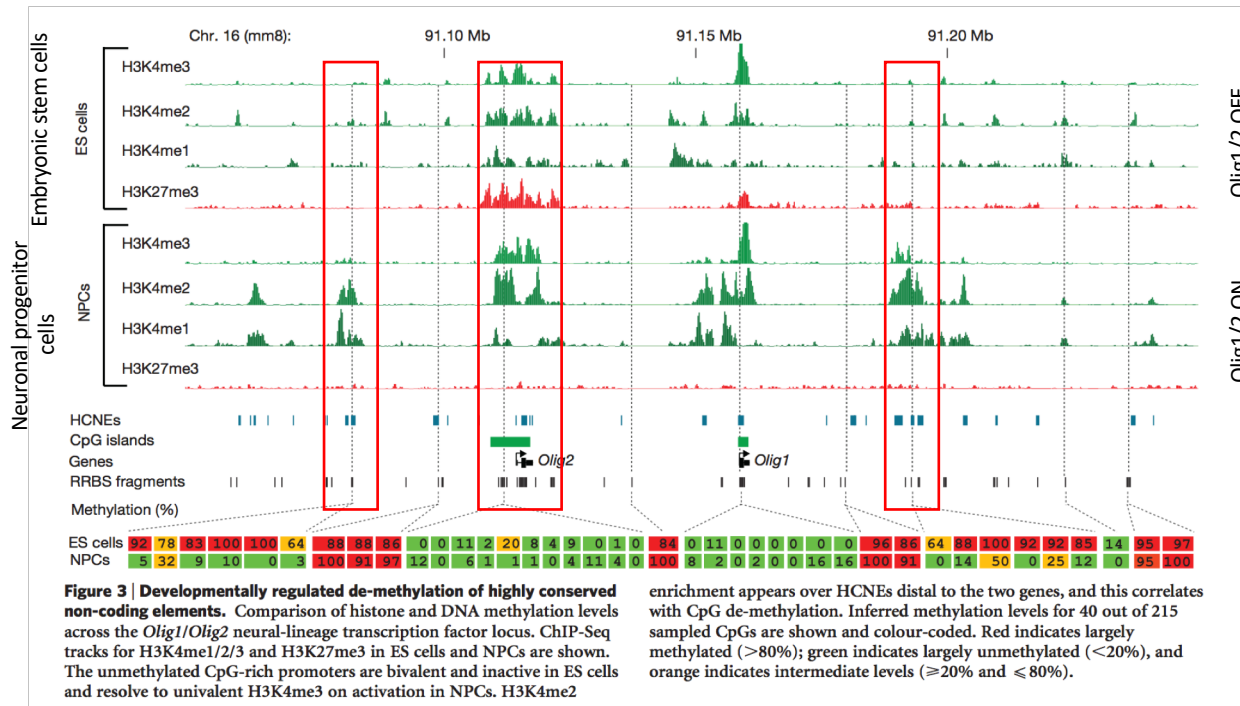 Chr. 16 (mm8):
91.10 Mb
91.15 Mb
91.20 Mb
Embryonic stem cells
ES cells
H3K4me3
H3K4me2
H3K4me1
H3K27me3
Olig1/2 OFF
Neuronal progenitor
cells
NPCs
H3K4me3
H3K4me2
H3K4me1
H3K27me3
Olig1/2 ON
HCNEs
CpG islands
Genes
Olig2
Olig1
RRBS fragments
Methylation (%)
ES cells 92 78 83 100 100 64 88 88 86 0 0 11 2 20 8 4 9 0 1 0 84 0 11 0 0 0 0 0 96 86 64 88 100 92 92 85 14 95 97
NPCs 5 32 9 10 0 3 100 91 97 12 0 6 1 1 1 0 4 11 4 0 100 8 2 0 2 0 0 16 16 100 91 0 14 50 0 25 12 0 95 100
Figure 3 | Developmentally regulated de-methylation of highly conserved
non-coding elements. Comparison of histone and DNA methylation levels
across the Olig1/Olig2 neural-lineage transcription factor locus. ChIP-Seq
tracks for H3K4me1/2/3 and H3K27me3 in ES cells and NPCs are shown.
The unmethylated CpG-rich promoters are bivalent and inactive in ES cells
and resolve to univalent H3K4me3 on activation in NPCs. H3K4me2
enrichment appears over HCNEs distal to the two genes, and this correlates
with CpG de-methylation. Inferred methylation levels for 40 out of 215
sampled CpGs are shown and colour-coded. Red indicates largely
methylated (>80%); green indicates largely unmethylated (<20%), and
orange indicates intermediate levels (≥20% and ⩽80%).